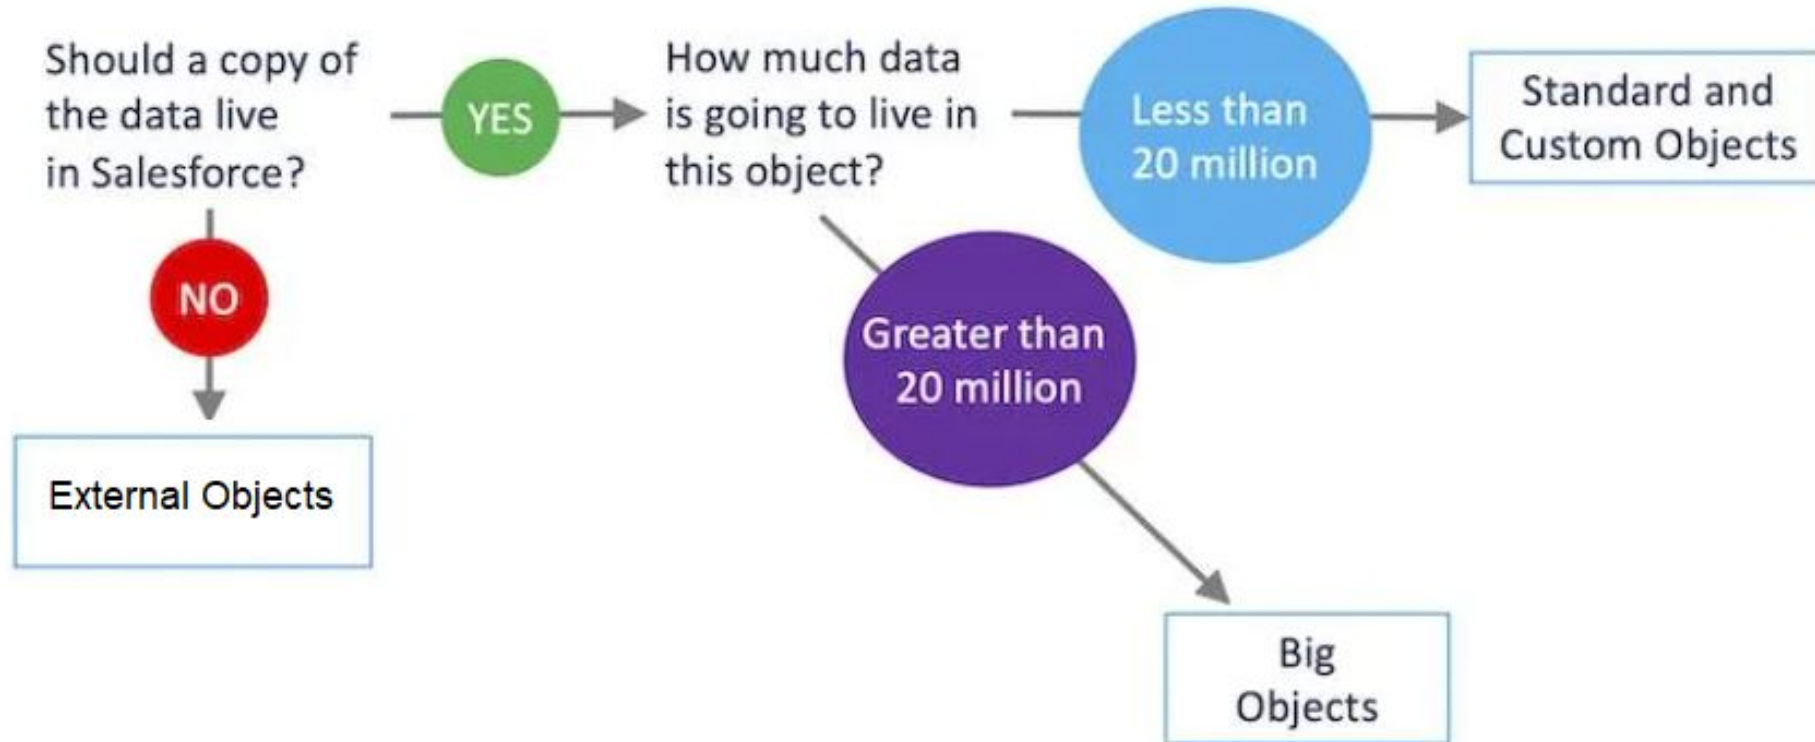 Should a copy of
the data live
in Salesforce?
YES
How much data
is going to live in
this object?
Less than
20 million
Standard and
Custom Objects
NO
Greater than
20 million
External Objects
Big
Objects